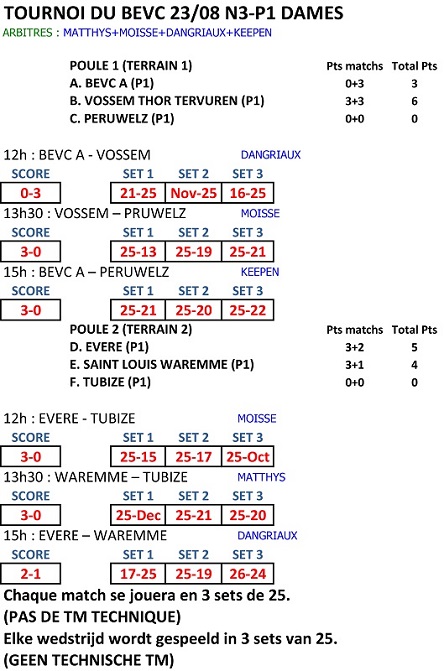 TOURNOI DU BEVC 23/08 N3-P1 DAMES
ARBITRES : MATTHYS+MOISSE+DANGRIAUX+KEEPEN
POULE 1 (TERRAIN 1) Pts matchs Total Pts
A. BEVC A (P1) 0+3 3
B. VOSSEM THOR TERVUREN (P1) 3+3 6
C. PERUWELZ (P1) 0+0 0
12h : BEVC A - VOSSEM DANGRIAUX
SCORE SET 1 SET 2 SET 3
0-3 21-25 Nov-25 16-25
13h30 : VOSSEM – PRUWELZ MOISSE
SCORE SET 1 SET 2 SET 3
3-0 25-13 25-19 25-21
15h : BEVC A – PERUWELZ KEEPEN
SCORE SET 1 SET 2 SET 3
3-0 25-21 25-20 25-22
POULE 2 (TERRAIN 2) Pts matchs Total Pts
D. EVERE (P1) 3+2 5
E. SAINT LOUIS WAREMME (P1) 3+1 4
F. TUBIZE (P1) 0+0 0
12h : EVERE - TUBIZE MOISSE
SCORE SET 1 SET 2 SET 3
3-0 25-15 25-17 25-Oct
13h30 : WAREMME – TUBIZE MATTHYS
SCORE SET 1 SET 2 SET 3
3-0 25-Dec 25-21 25-20
15h : EVERE – WAREMME DANGRIAUX
SCORE SET 1 SET 2 SET 3
2-1 17-25 25-19 26-24
Chaque match se jouera en 3 sets de 25.
(PAS DE TM TECHNIQUE)
Elke wedstrijd wordt gespeeld in 3 sets van 25.
(GEEN TECHNISCHE TM)